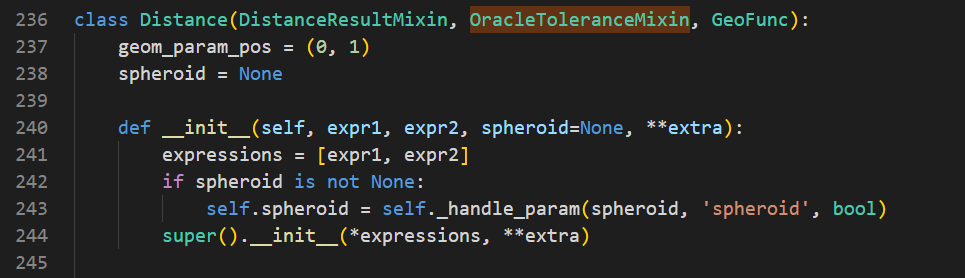 236 class Distance(DistanceResultMixin, OracleToleranceMixin, GeoFunc):
237     geom_param_pos = (0, 1)
238     spheroid = None
239
240     def __init__(self, expr1, expr2, spheroid=None, **extra):
241         expressions = [expr1, expr2]
242         if spheroid is not None:
243             self.spheroid = self._handle_param(spheroid, 'spheroid', bool)
244         super().__init__(*expressions, **extra)
245